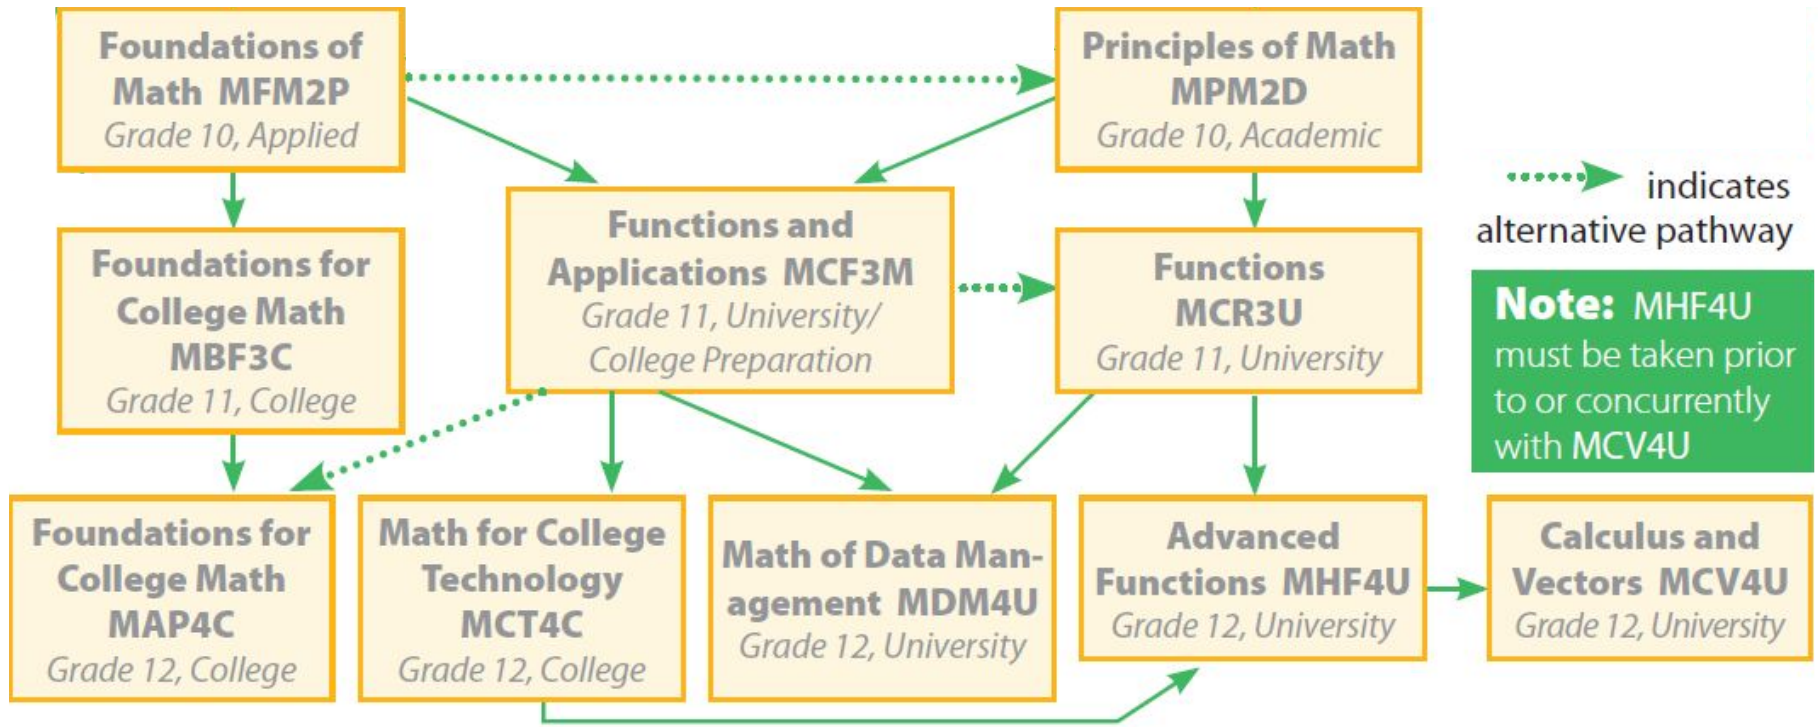 Foundations of
Math MFM2P
Grade 10, Applied
Principles of Math
MPM2D
Grade 10, Academic
indicates
alternative pathway
Foundations for
College Math
MBF3C
Grade 11, College
Functions and
Applications MCF3M
Grade 11, University/
College Preparation
Functions
MCR3U
Grade 11, University
Note: MHF4U
must be taken prior
to or concurrently
with MCV4U
Foundations for
College Math
MAP4C
Grade 12, College
Math for College
Technology
MCT4C
Grade 12, College
Math of Data Man-
agement MDM4U
Grade 12, University
Advanced
Functions MHF4U
Grade 12, University
Calculus and
Vectors MCV4U
Grade 12, University